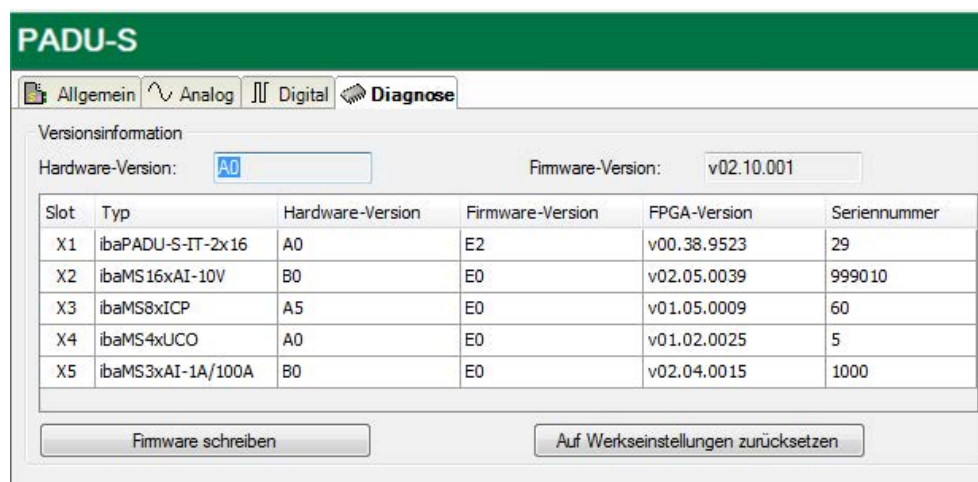 PADU-S
Allgemein Analog Digital Diagnose
Versionsinformation
Hardware-Version: A0 Firmware-Version: v02.10.001
Slot Typ Hardware-Version Firmware-Version FPGA-Version Seriennummer
X1 ibaPADU-S-IT-2x16 A0 E2 v00.38.9523 29
X2 ibaMS16xAI-10V B0 E0 v02.05.0039 999010
X3 ibaMS8xICP A5 E0 v01.05.0009 60
X4 ibaMS4xUCO A0 E0 v01.02.0025 5
X5 ibaMS3xAI-1A/100A B0 E0 v02.04.0015 1000
Firmware schreiben Auf Werkseinstellungen zurücksetzen